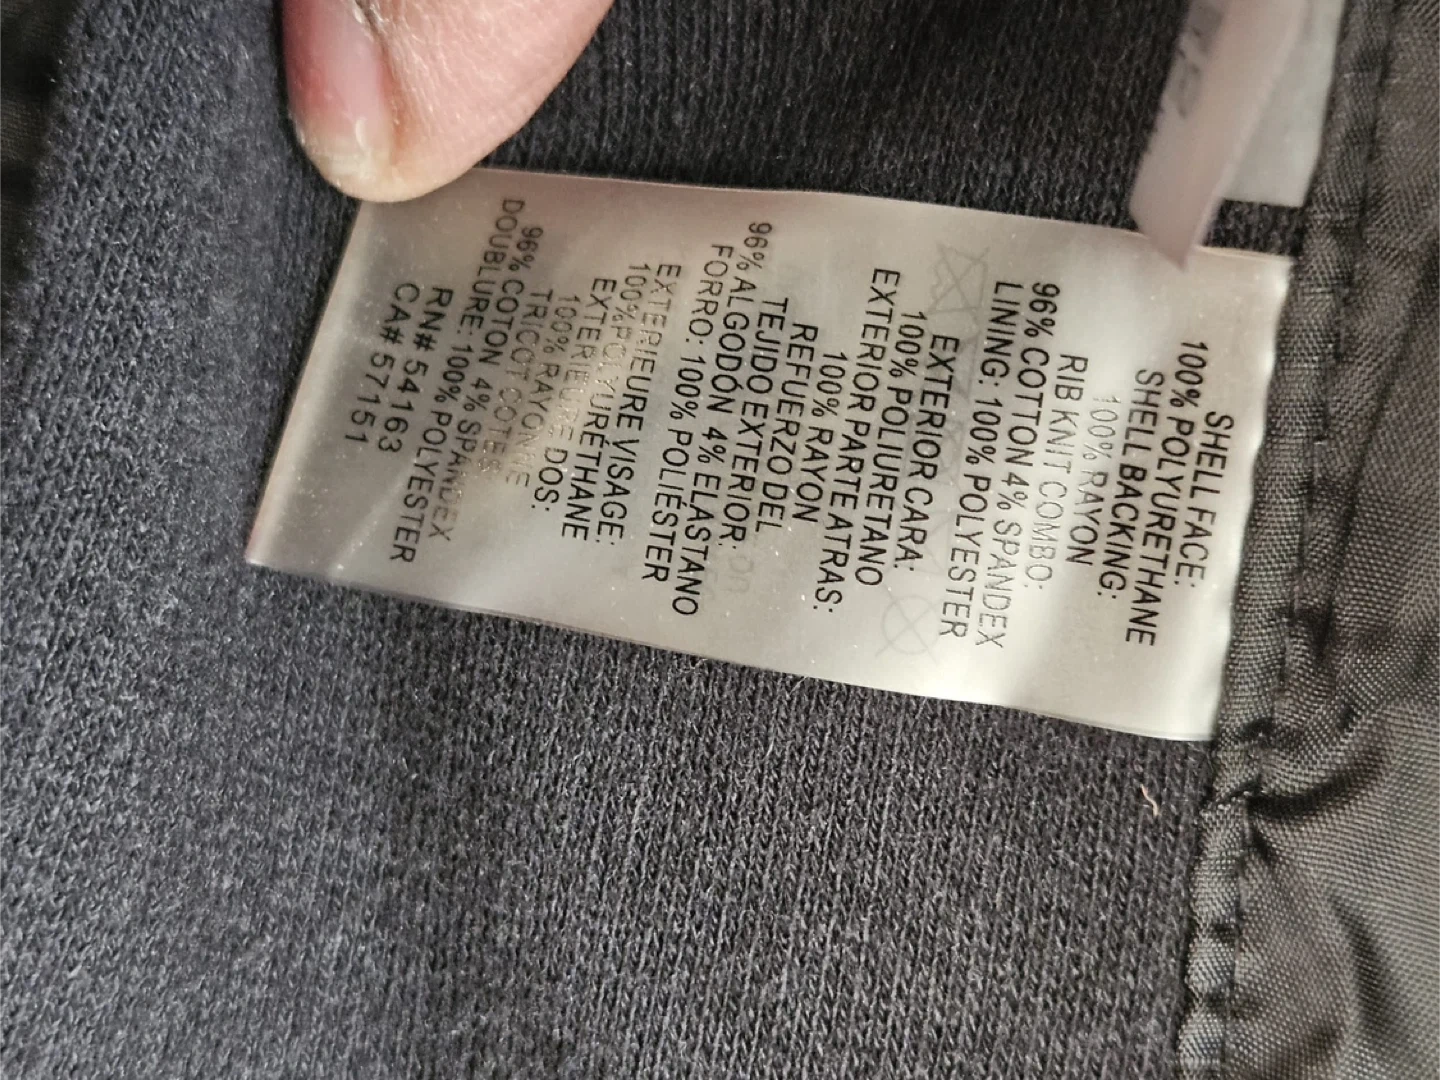 SHELL FACE:
100% POLYURETHANE
SHELL BACKING:
100% RAYON
RIB KNIT COMBO:
96% COTTON 4% SPANDEX
LINING: 100% POLYESTER
EXTERIOR CARA:
100% POLIURETANO
EXTERIOR PARTE ATRAS:
100% RAYON
REFUERZO DEL
TEJIDO EXTERIOR:
96% ALGODÓN 4% ELASTANO
FORRO: 100% POLIÉSTER
EXTERIEURE VISAGE:
100% POLYURÉTHANE
EXTERIEURE DOS:
100% RAYONNE
TRICOT COTES
96% COTON 4% SPANDEX
DOUBLURE: 100% POLYESTER
RN# 54163
CA# 57151